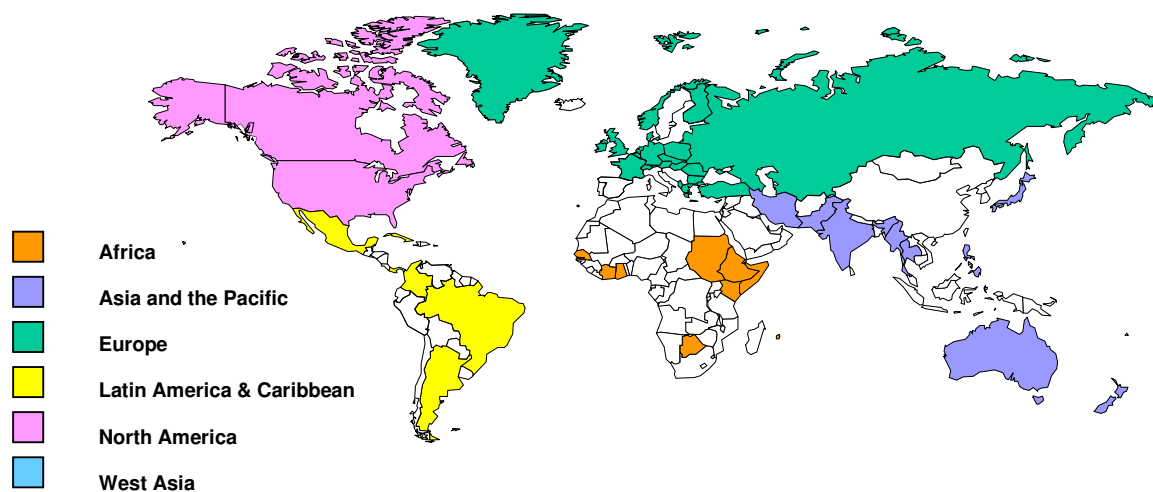 Africa
Asia and the Pacific
Europe
Latin America & Caribbean
North America
West Asia